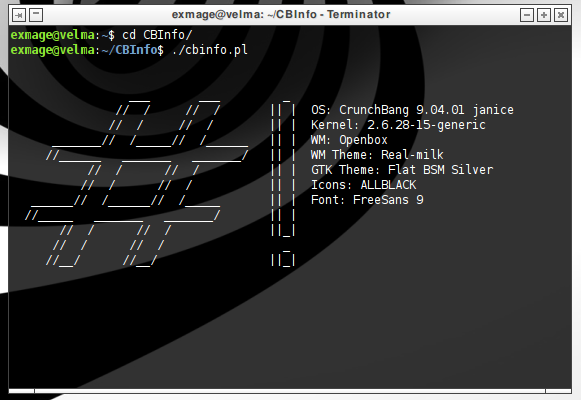 exmage@velma: ~/CBInfo - Terminator
exmage@velma:~$ cd CBInfo/
exmage@velma:~/CBInfo$ ./cbinfo.pl
OS: CrunchBang 9.04.01 janice
Kernel: 2.6.28-15-generic
WM: Openbox
WM Theme: Real-milk
GTK Theme: Flat BSM Silver
Icons: ALLBLACK
Font: FreeSans 9